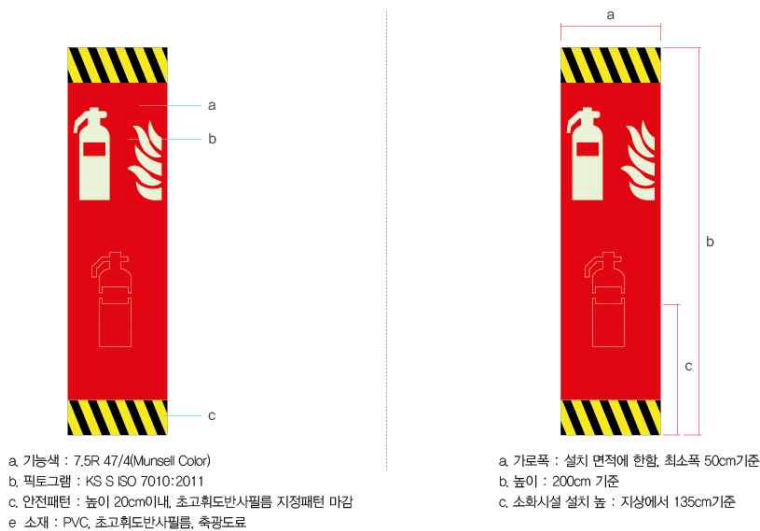 a
b
c
a. 기능색 : 7.5R 47/4(Munsell Color)
b. 픽토그램 : KS S ISO 7010:2011
c. 안전패턴 : 높이 20cm이내, 초고휘도반사필름 지정패턴 마감
e 소재 : PVC, 초고휘도반사필름, 축광도료
a
b
c
a. 가로폭 : 설치 면적에 한함, 최소폭 50cm기준
b. 높이 : 200cm 기준
c. 소화시설 설치 높 : 지상에서 135cm기준